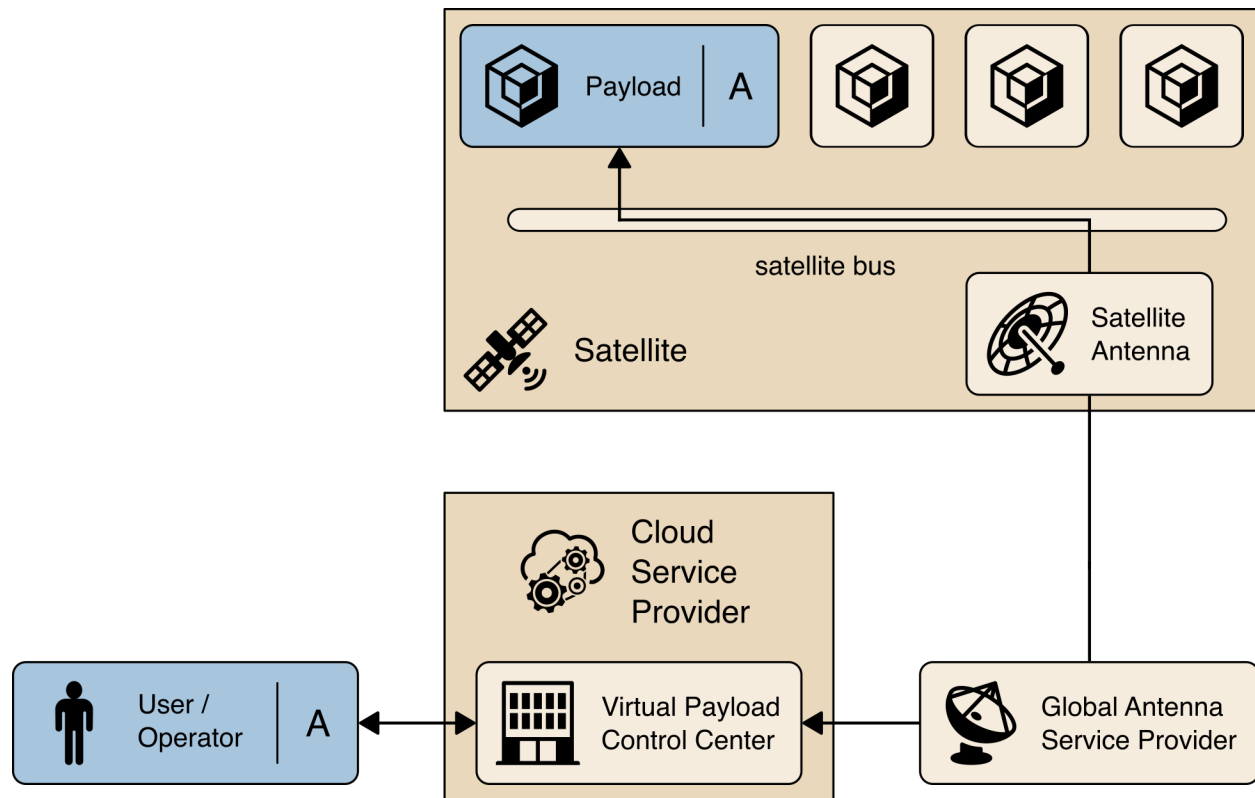 Payload
A
satellite bus
Satellite
Antenna
Satellite
Cloud
Service
Provider
User /
Operator
A
Virtual Payload
Control Center
Global Antenna
Service Provider